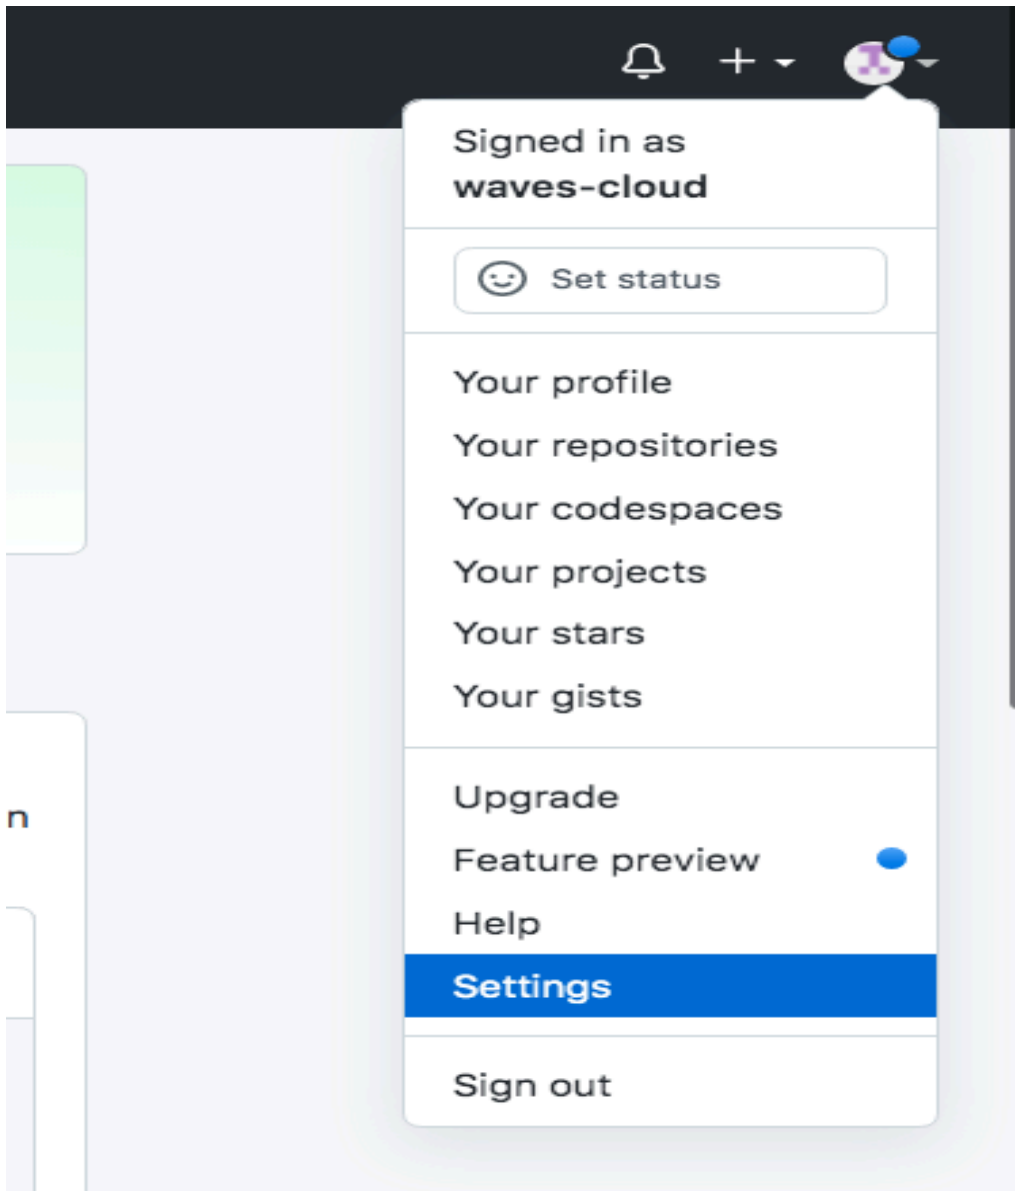 Signed in as
waves-cloud
Set status
Your profile
Your repositories
Your codespaces
Your projects
Your stars
Your gists
Upgrade
n
Feature preview
Help
Settings
Sign out